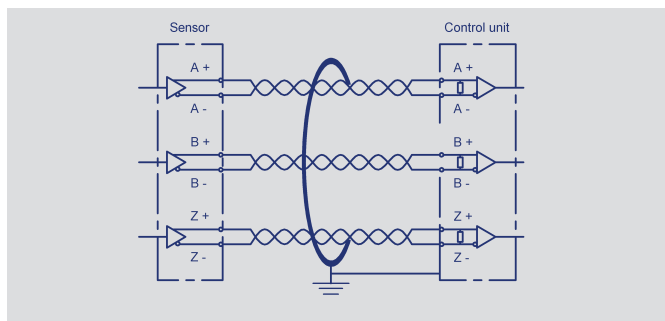 Sensor
Control unit
A +
A +
A -
A -
B +
B +
B -
B -
Z +
Z +
Z -
Z -